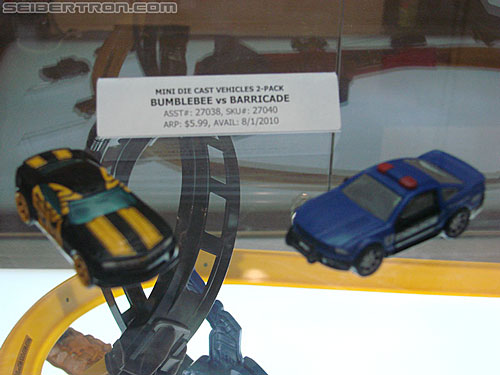 SEIBERTRON.COM
MINI DIE CAST VEHICLES 2-PACK
BUMBLEBEE vs BARRICADE
ASST#: 27038, SKU#: 27040
ARP: $5.99, AVAIL: 8/1/2010